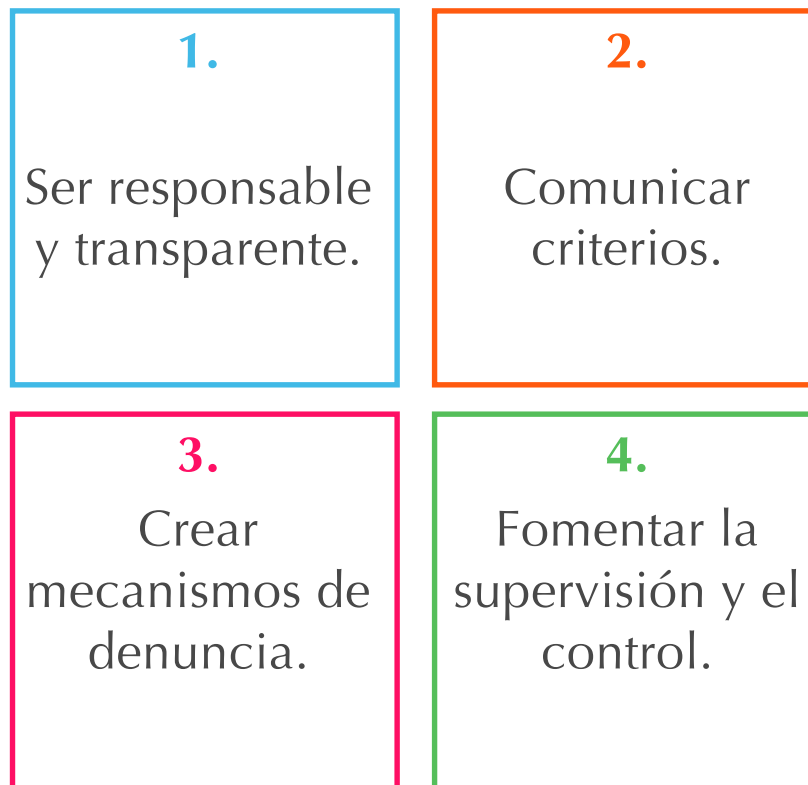 1.
Ser responsable
y transparente.
2.
Comunicar
criterios.
3.
Crear
mecanismos de
denuncia.
4.
Fomentar la
supervisión y el
control.